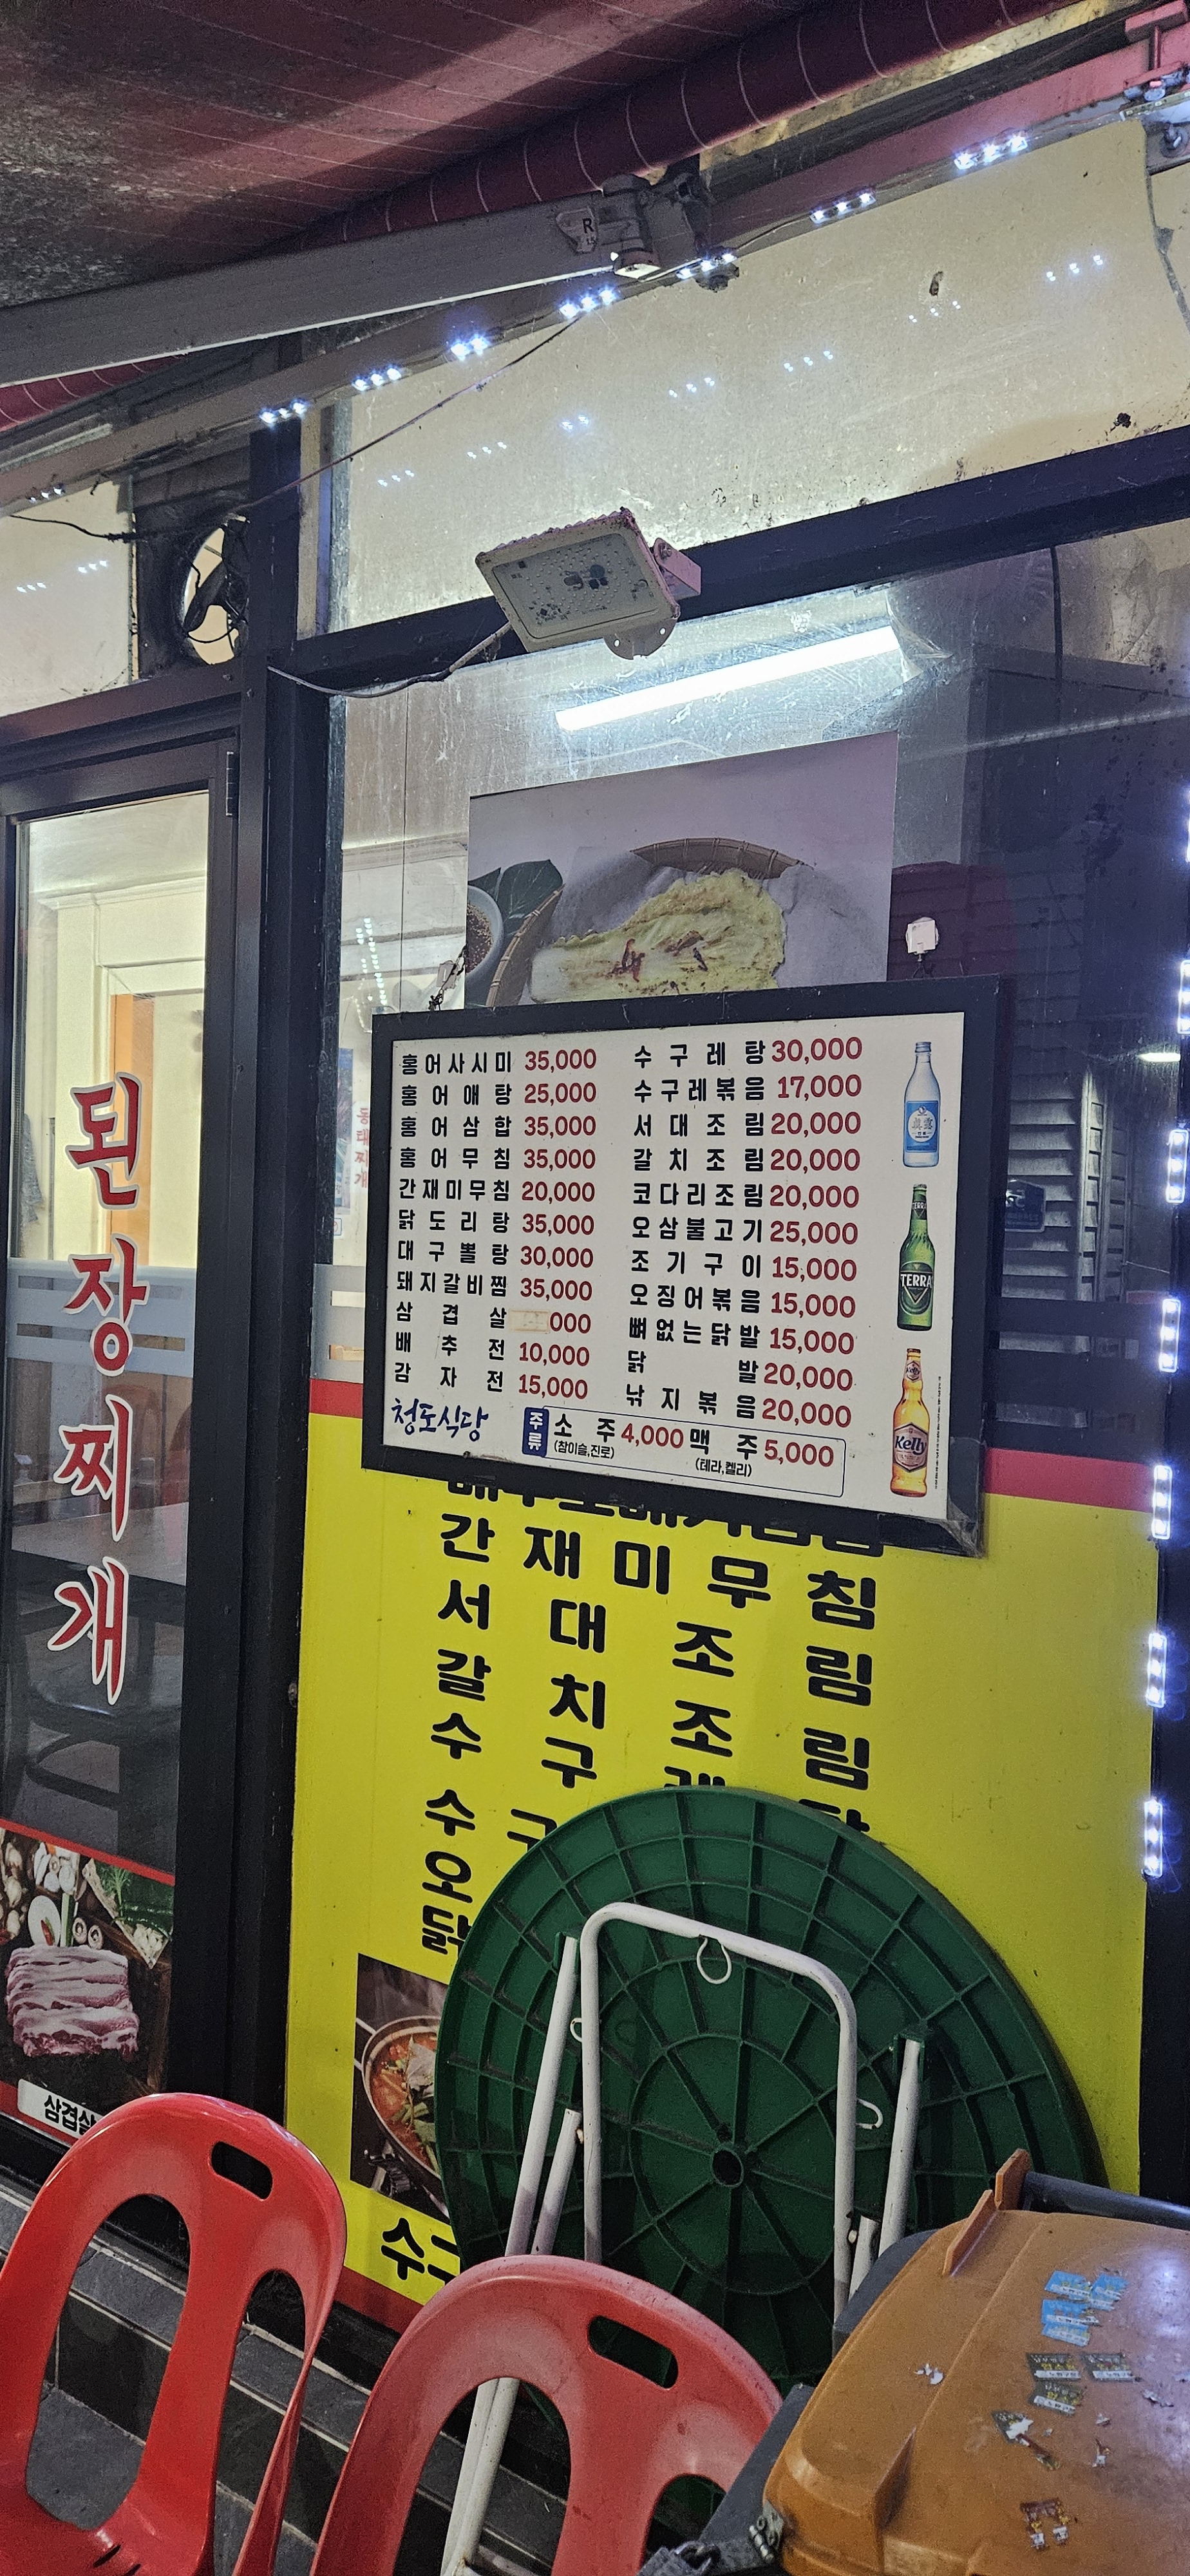 홍어사시미 35,000
홍어애탕 25,000
홍어삼합 35,000
홍어무침 35,000
간재미무침 20,000
닭도리탕 35,000
대구뽈탕 30,000
돼지갈비찜 35,000
삼겹살 000
배추전 10,000
감자전 15,000
청도식당
수구레탕 30,000
수구레볶음 17,000
서대조림 20,000
갈치조림 20,000
코다리조림 20,000
오삼불고기 25,000
조기구이 15,000
오징어볶음 15,000
뼈없는닭발 15,000
닭발 20,000
낚지볶음 20,000
주류 소주 4,000 맥주 5,000
(참이슬,진로) (테라,켈리)
TERRA
Kelly
된장찌개
간재미무침
서대조림
갈치조림
수구
수
오
닭
수구
삼겹살
R